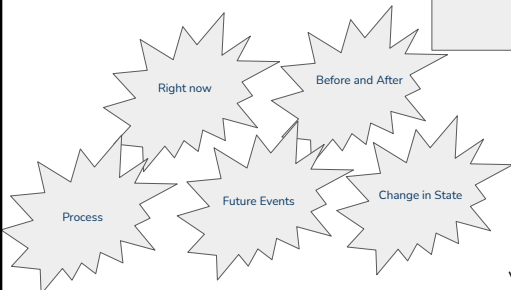 Right now
Before and After
Process
Future Events
Change in State